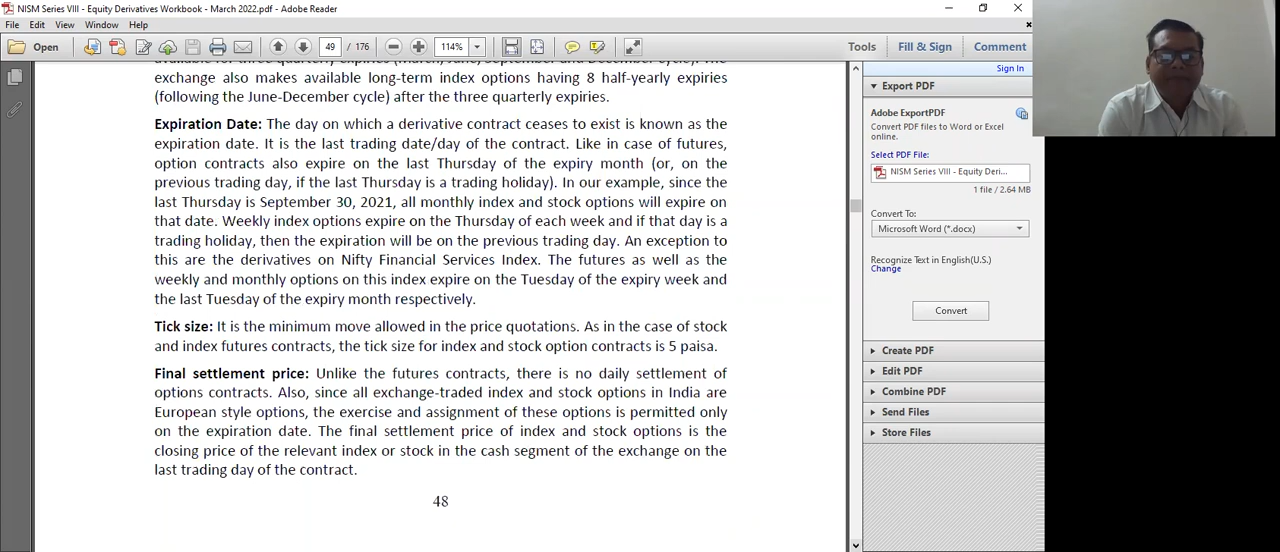 NISM Series VIII - Equity Derivatives Workbook - March 2022.pdf - Adobe Reader
File Edit View Window Help
Open 49 / 176 114% Tools Fill & Sign Comment
available for three quarterly expiries (March/June, September and December cycle). The
exchange also makes available long-term index options having 8 half-yearly expiries
(following the June-December cycle) after the three quarterly expiries.
Expiration Date: The day on which a derivative contract ceases to exist is known as the
expiration date. It is the last trading date/day of the contract. Like in case of futures,
option contracts also expire on the last Thursday of the expiry month (or, on the
previous trading day, if the last Thursday is a trading holiday). In our example, since the
last Thursday is September 30, 2021, all monthly index and stock options will expire on
that date. Weekly index options expire on the Thursday of each week and if that day is a
trading holiday, then the expiration will be on the previous trading day. An exception to
this are the derivatives on Nifty Financial Services Index. The futures as well as the
weekly and monthly options on this index expire on the Tuesday of the expiry week and
the last Tuesday of the expiry month respectively.
Tick size: It is the minimum move allowed in the price quotations. As in the case of stock
and index futures contracts, the tick size for index and stock option contracts is 5 paisa.
Final settlement price: Unlike the futures contracts, there is no daily settlement of
options contracts. Also, since all exchange-traded index and stock options in India are
European style options, the exercise and assignment of these options is permitted only
on the expiration date. The final settlement price of index and stock options is the
closing price of the relevant index or stock in the cash segment of the exchange on the
last trading day of the contract.
48
Sign In
Export PDF
Adobe ExportPDF
Convert PDF files to Word or Excel
online.
Select PDF File:
NISM Series VIII - Equity Deri...
1 file / 2.64 MB
Convert To:
Microsoft Word (*.docx)
Recognize Text in English(U.S.)
Change
Convert
Create PDF
Edit PDF
Combine PDF
Send Files
Store Files